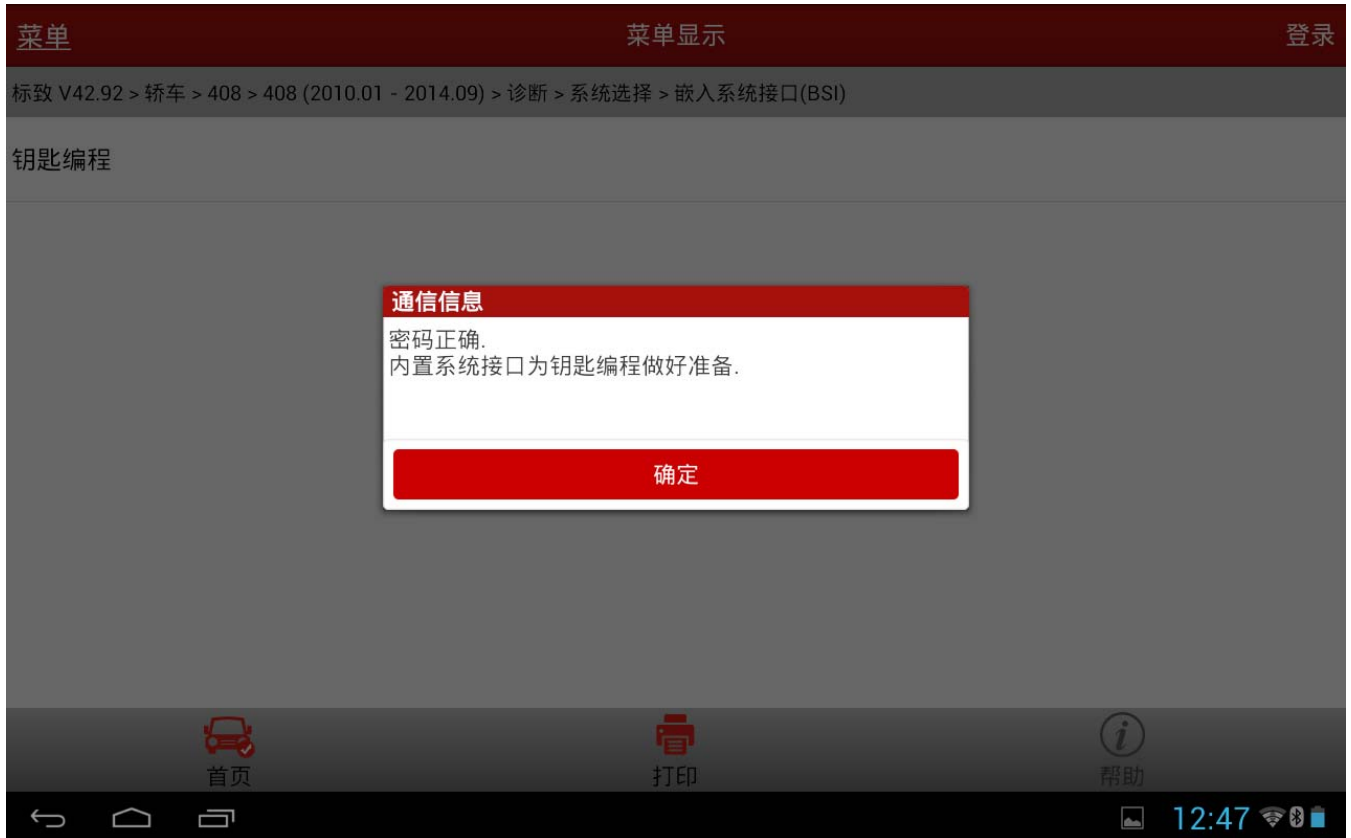 菜单 菜单显示 登录
标致 V42.92 > 轿车 > 408 > 408 (2010.01 - 2014.09) > 诊断 > 系统选择 > 嵌入系统接口(BSI)
钥匙编程
通信信息
密码正确.
内置系统接口为钥匙编程做好准备.
确定
首页 打印 帮助
12:47